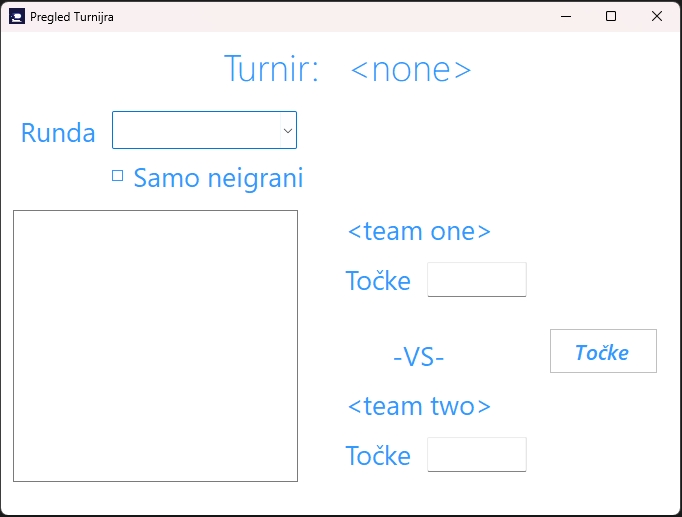 Pregled Turnijra
Turnir: <none>
Runda
Samo neigrani
<team one>
Točke
-VS-
Točke
<team two>
Točke